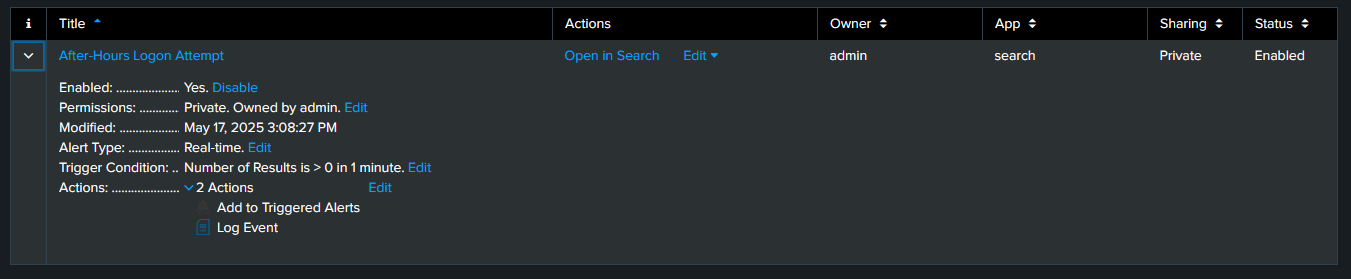 i Title Actions Owner App Sharing Status
After-Hours Logon Attempt Open in Search Edit admin search Private Enabled
Enabled: .................... Yes. Disable
Permissions: ............ Private. Owned by admin. Edit
Modified: .................. May 17, 2025 3:08:27 PM
Alert Type: ................ Real-time. Edit
Trigger Condition: .. Number of Results is > 0 in 1 minute. Edit
Actions: ..................... 2 Actions Edit
Add to Triggered Alerts
Log Event